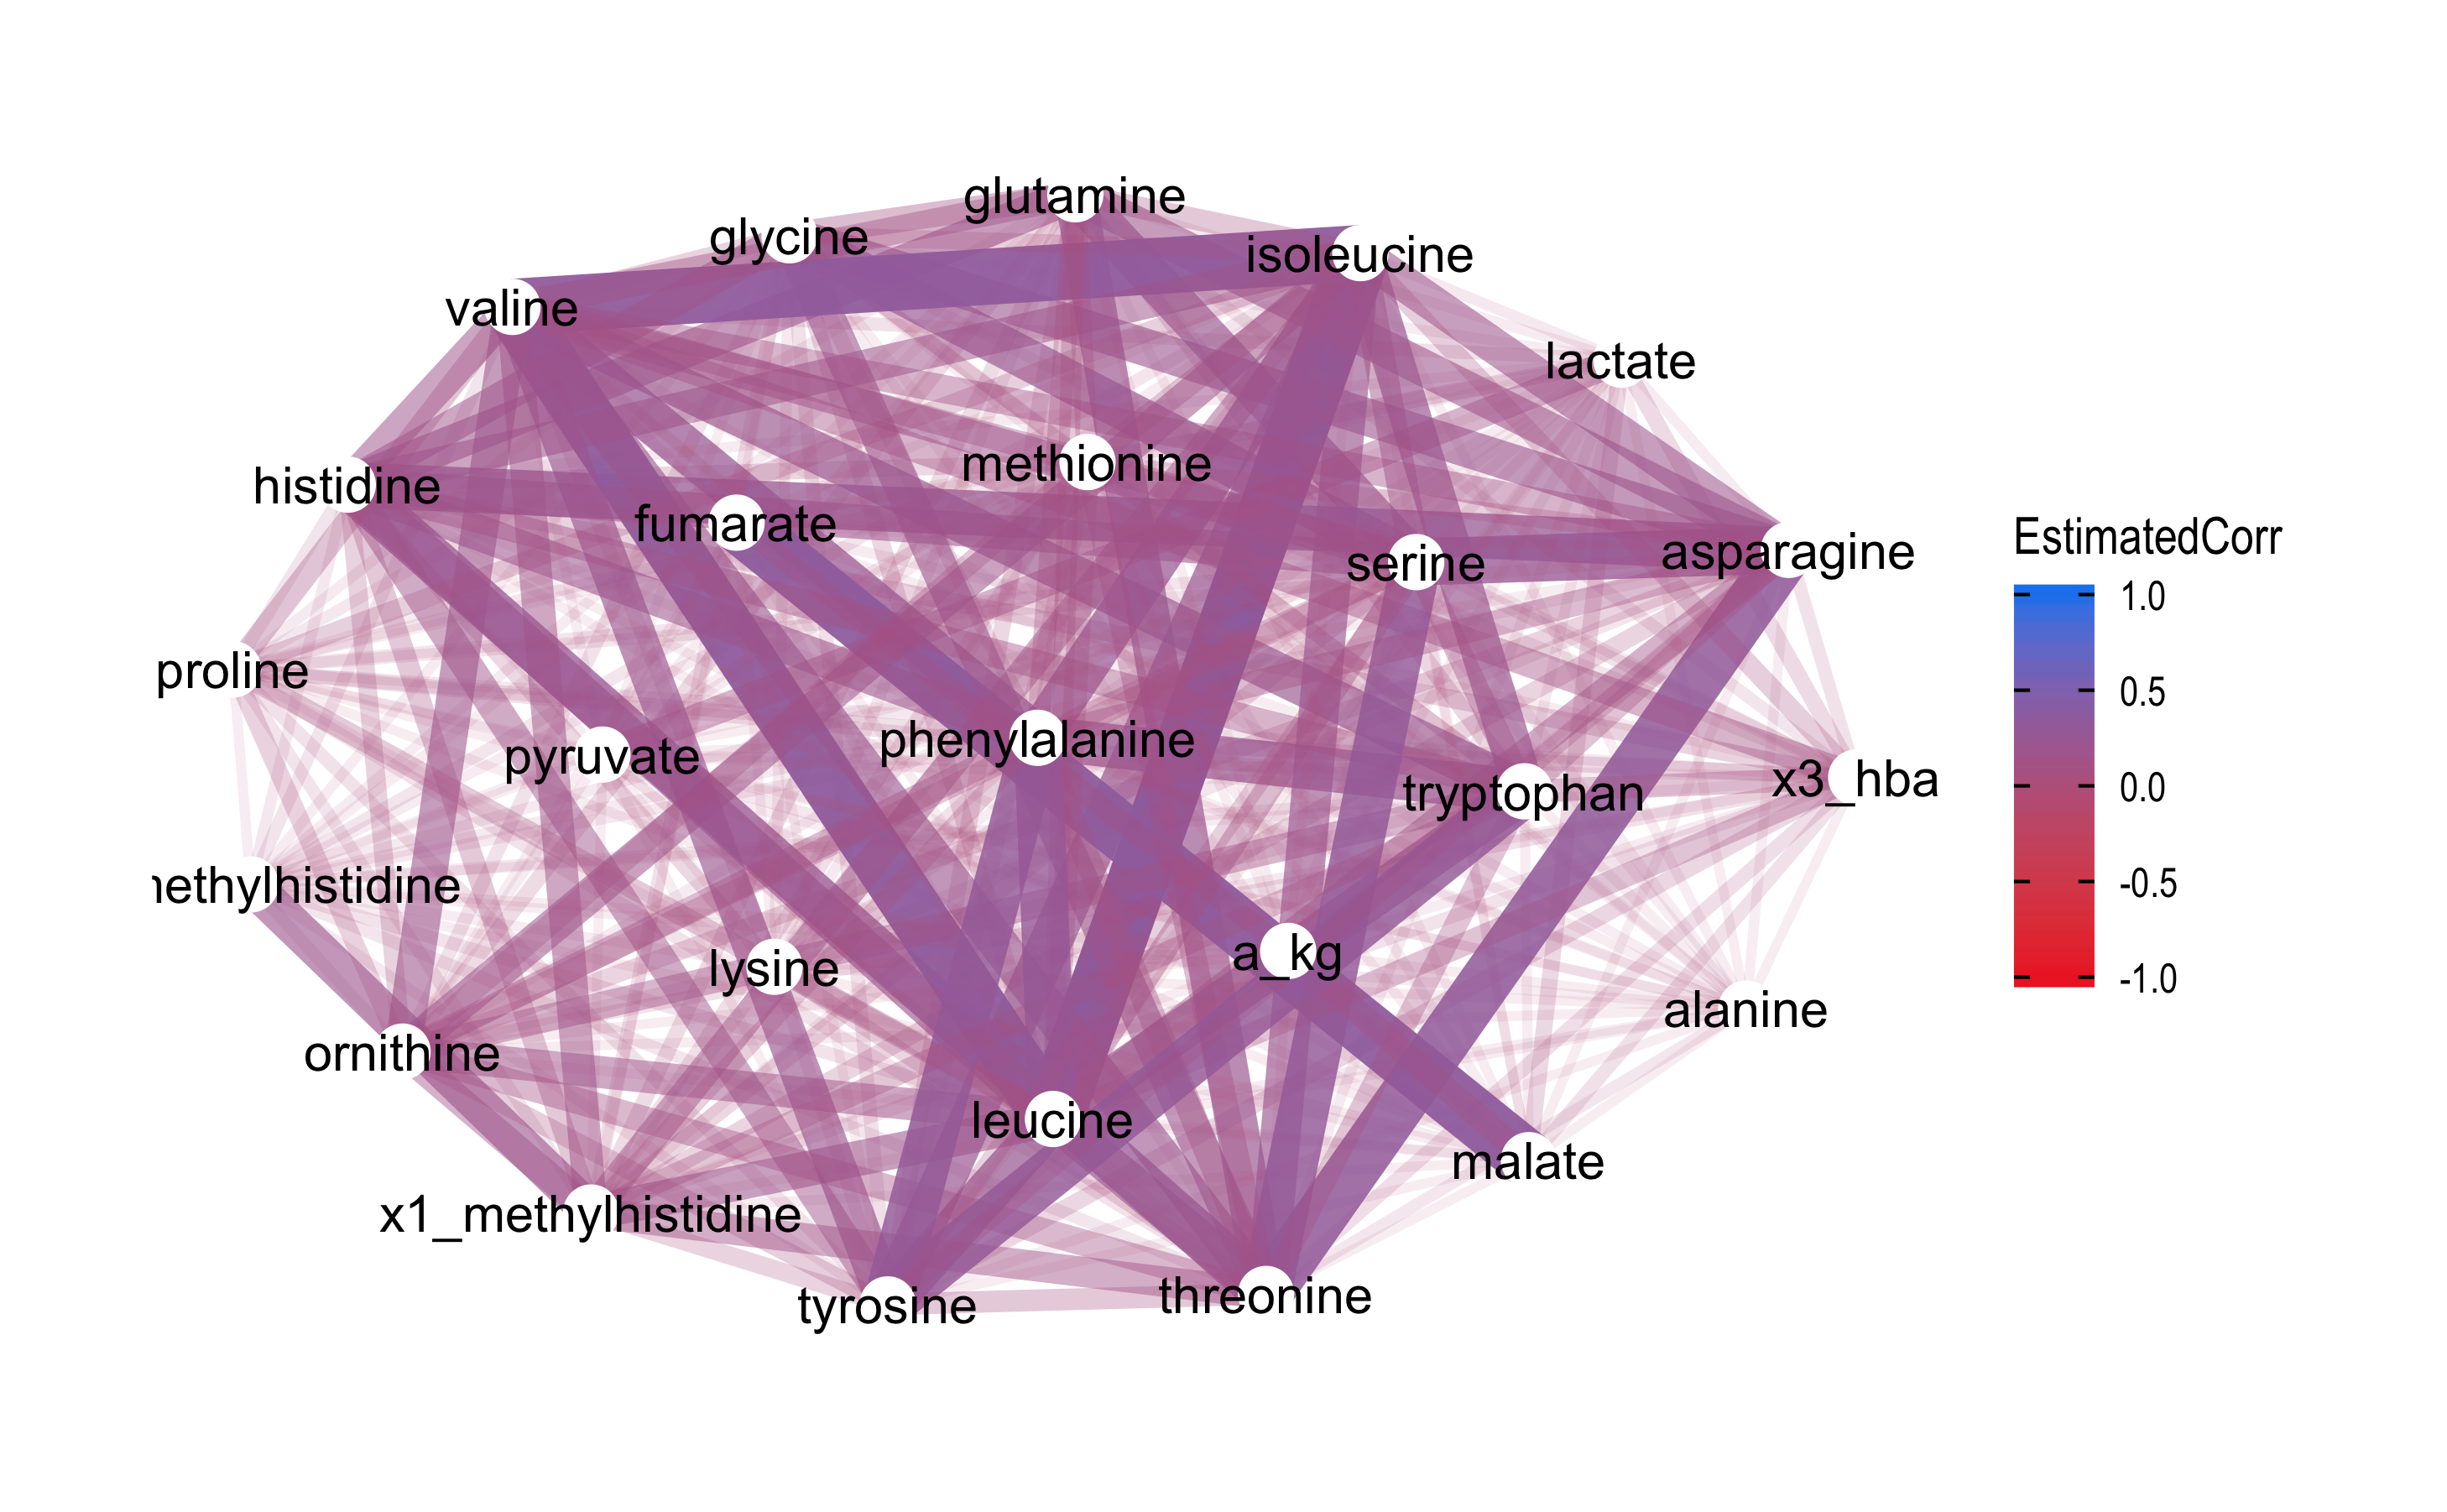 glutamine
glycine
isoleucine
valine
lactate
methionine
histidine
fumarate
serine
asparagine
proline
pyruvate
phenylalanine
tryptophan
x3_hba
nethylhistidine
lysine
a_kg
alanine
ornithine
leucine
malate
x1_methylhistidine
tyrosine
threonine
EstimatedCorr
1.0
0.5
0.0
-0.5
-1.0